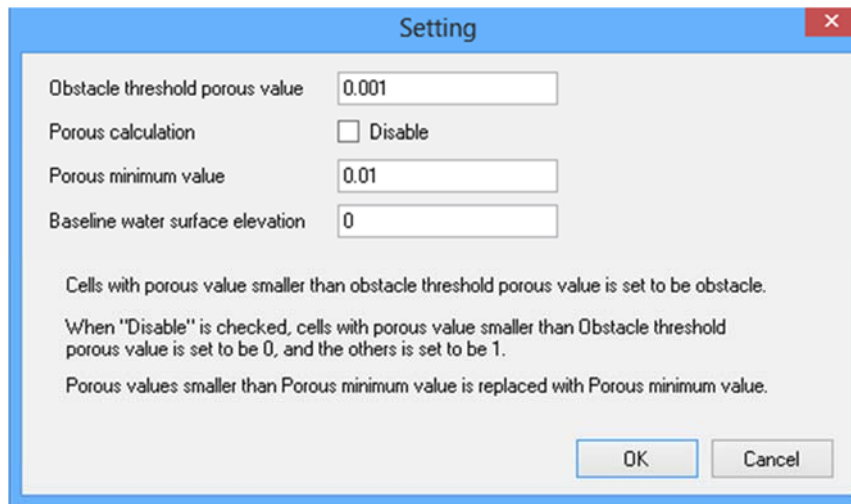 Setting
Obstacle threshold porous value 0.001
Porous calculation Disable
Porous minimum value 0.01
Baseline water surface elevation 0
Cells with porous value smaller than obstacle threshold porous value is set to be obstacle.
When "Disable" is checked, cells with porous value smaller than Obstacle threshold
porous value is set to be 0, and the others is set to be 1.
Porous values smaller than Porous minimum value is replaced with Porous minimum value.
OK Cancel